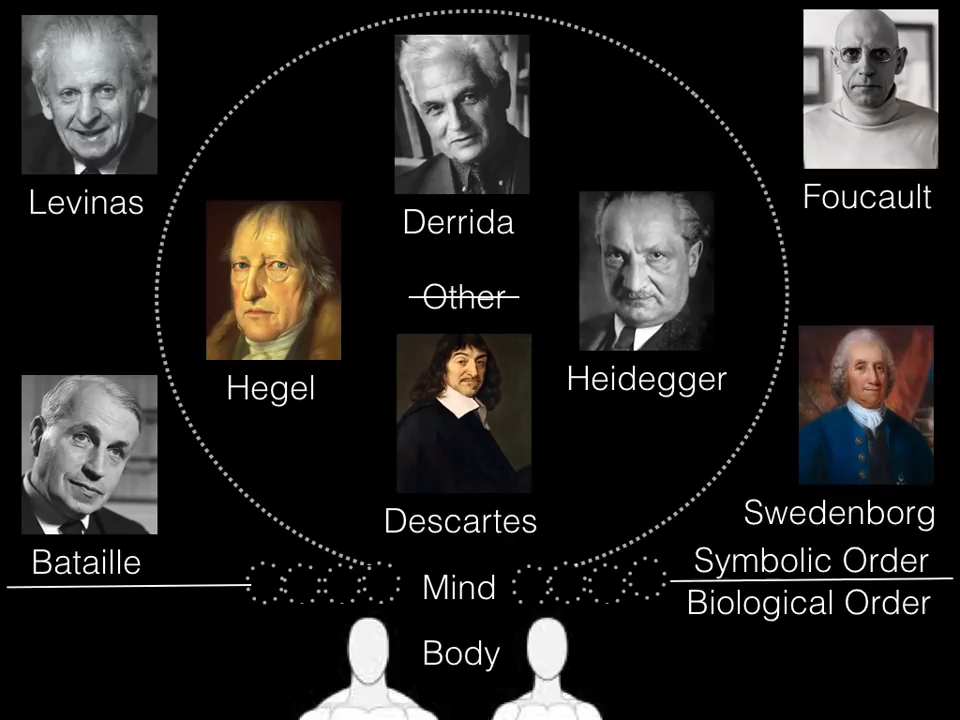 Levinas
Derrida
Foucault
Other
Hegel
Heidegger
Descartes
Swedenborg
Bataille
Symbolic Order
Mind
Biological Order
Body